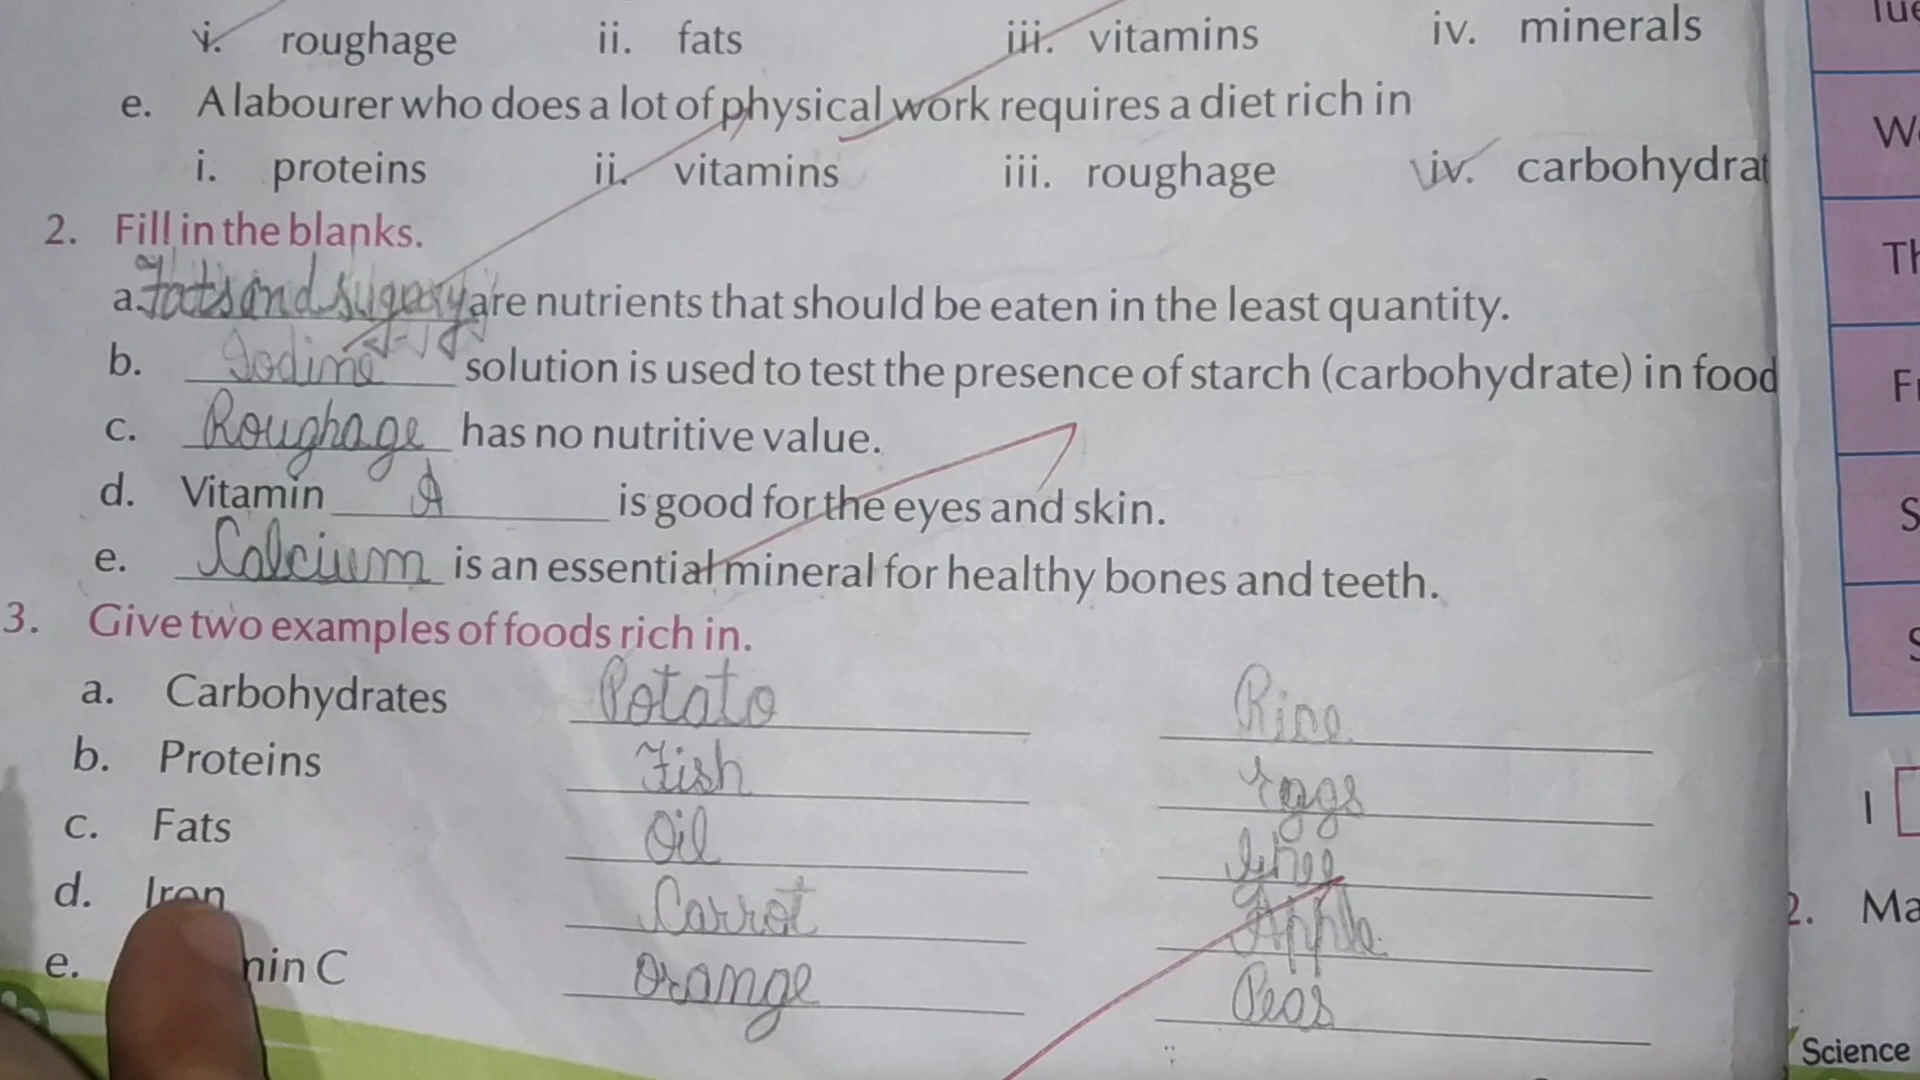 i. roughage ii. fats iii. vitamins iv. minerals
e. A labourer who does a lot of physical work requires a diet rich in
i. proteins ii. vitamins iii. roughage iv. carbohydrat
2. Fill in the blanks.
a. Fats and sugary are nutrients that should be eaten in the least quantity.
b. Iodine solution is used to test the presence of starch (carbohydrate) in food
c. Roughage has no nutritive value.
d. Vitamin A is good for the eyes and skin.
e. Calcium is an essential mineral for healthy bones and teeth.
3. Give two examples of foods rich in.
a. Carbohydrates Potato Rice
b. Proteins Fish Eggs
c. Fats Oil Ghee
d. Iron Carrot Apple
e. min C Orange Peas
Tue
We
Th
Fr
S
S
1
2. Ma
Science